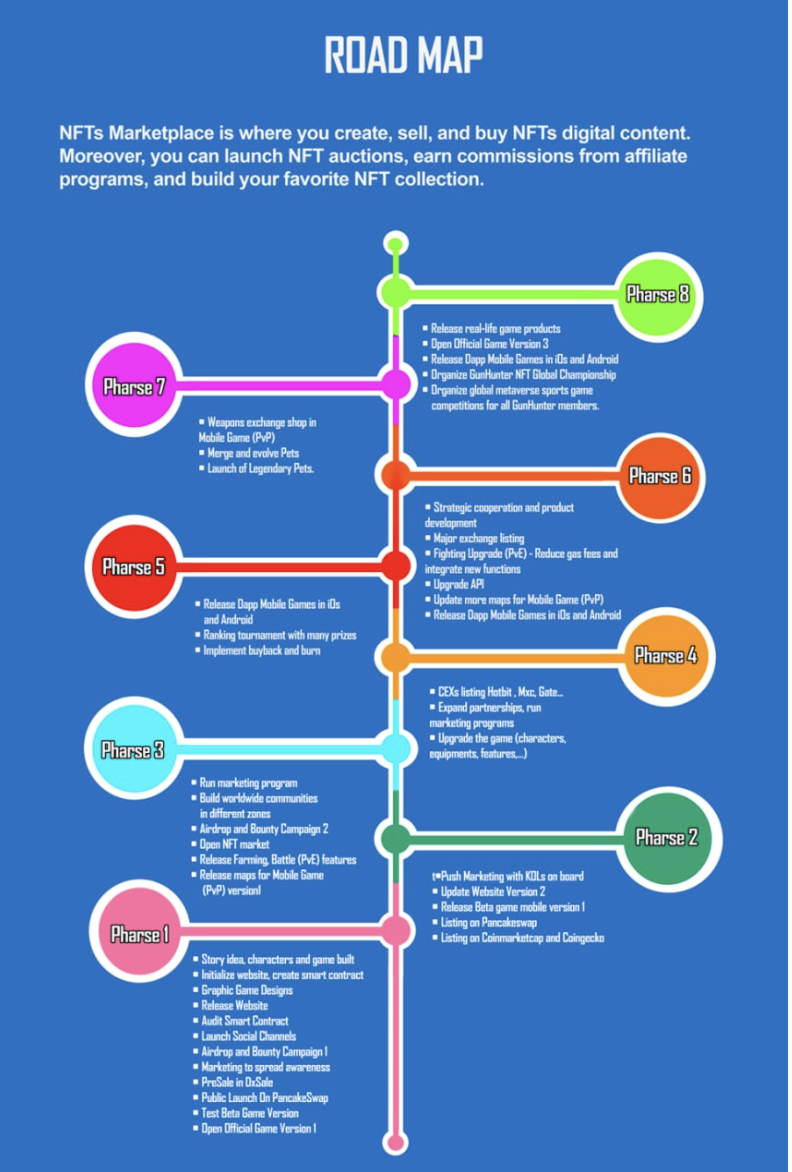 ROAD MAP
NFTs Marketplace is where you create, sell, and buy NFTs digital content.
Moreover, you can launch NFT auctions, earn commissions from affiliate
programs, and build your favorite NFT collection.
Pharse 8
▪ Release real-life game products
▪ Open Official Game Version 3
▪ Release Dapp Mobile Games in iOs and Android
▪ Organize GunHunter NFT Global Championship
▪ Organize global metaverse sports game
competitions for all GunHunter members.
Pharse 7
▪ Weapons exchange shop in
Mobile Game (PvP)
▪ Merge and evolve Pets
▪ Launch of Legendary Pets.
Pharse 6
▪ Strategic cooperation and product
development
▪ Major exchange listing
▪ Fighting Upgrade (PvE) - Reduce gas fees and
integrate new functions
▪ Upgrade API
▪ Update more maps for Mobile Game (PvP)
▪ Release Dapp Mobile Games in iOs and Android
Pharse 5
▪ Release Dapp Mobile Games in iOs
and Android
▪ Ranking tournament with many prizes
▪ Implement buyback and burn
Pharse 4
▪ CEXs listing Hotbit , Mxc, Gate...
▪ Expand partnerships, run
marketing programs
▪ Upgrade the game (characters,
equipments, features,...)
Pharse 3
▪ Run marketing program
▪ Build worldwide communities
in different zones
▪ Airdrop and Bounty Campaign 2
▪ Open NFT market
▪ Release Farming, Battle (PvE) features
▪ Release maps for Mobile Game
(PvP) version1
Pharse 2
t•Push Marketing with KOLs on board
▪ Update Website Version 2
▪ Release Beta game mobile version 1
▪ Listing on Pancakeswap
▪ Listing on Coinmarketcap and Coingecko
Pharse 1
▪ Story idea, characters and game built
▪ Initialize website, create smart contract
▪ Graphic Game Designs
▪ Release Website
▪ Audit Smart Contract
▪ Launch Social Channels
▪ Airdrop and Bounty Campaign 1
▪ Marketing to spread awareness
▪ PreSale in DxSale
▪ Public Launch On PancakeSwap
▪ Test Beta Game Version
▪ Open Official Game Version 1